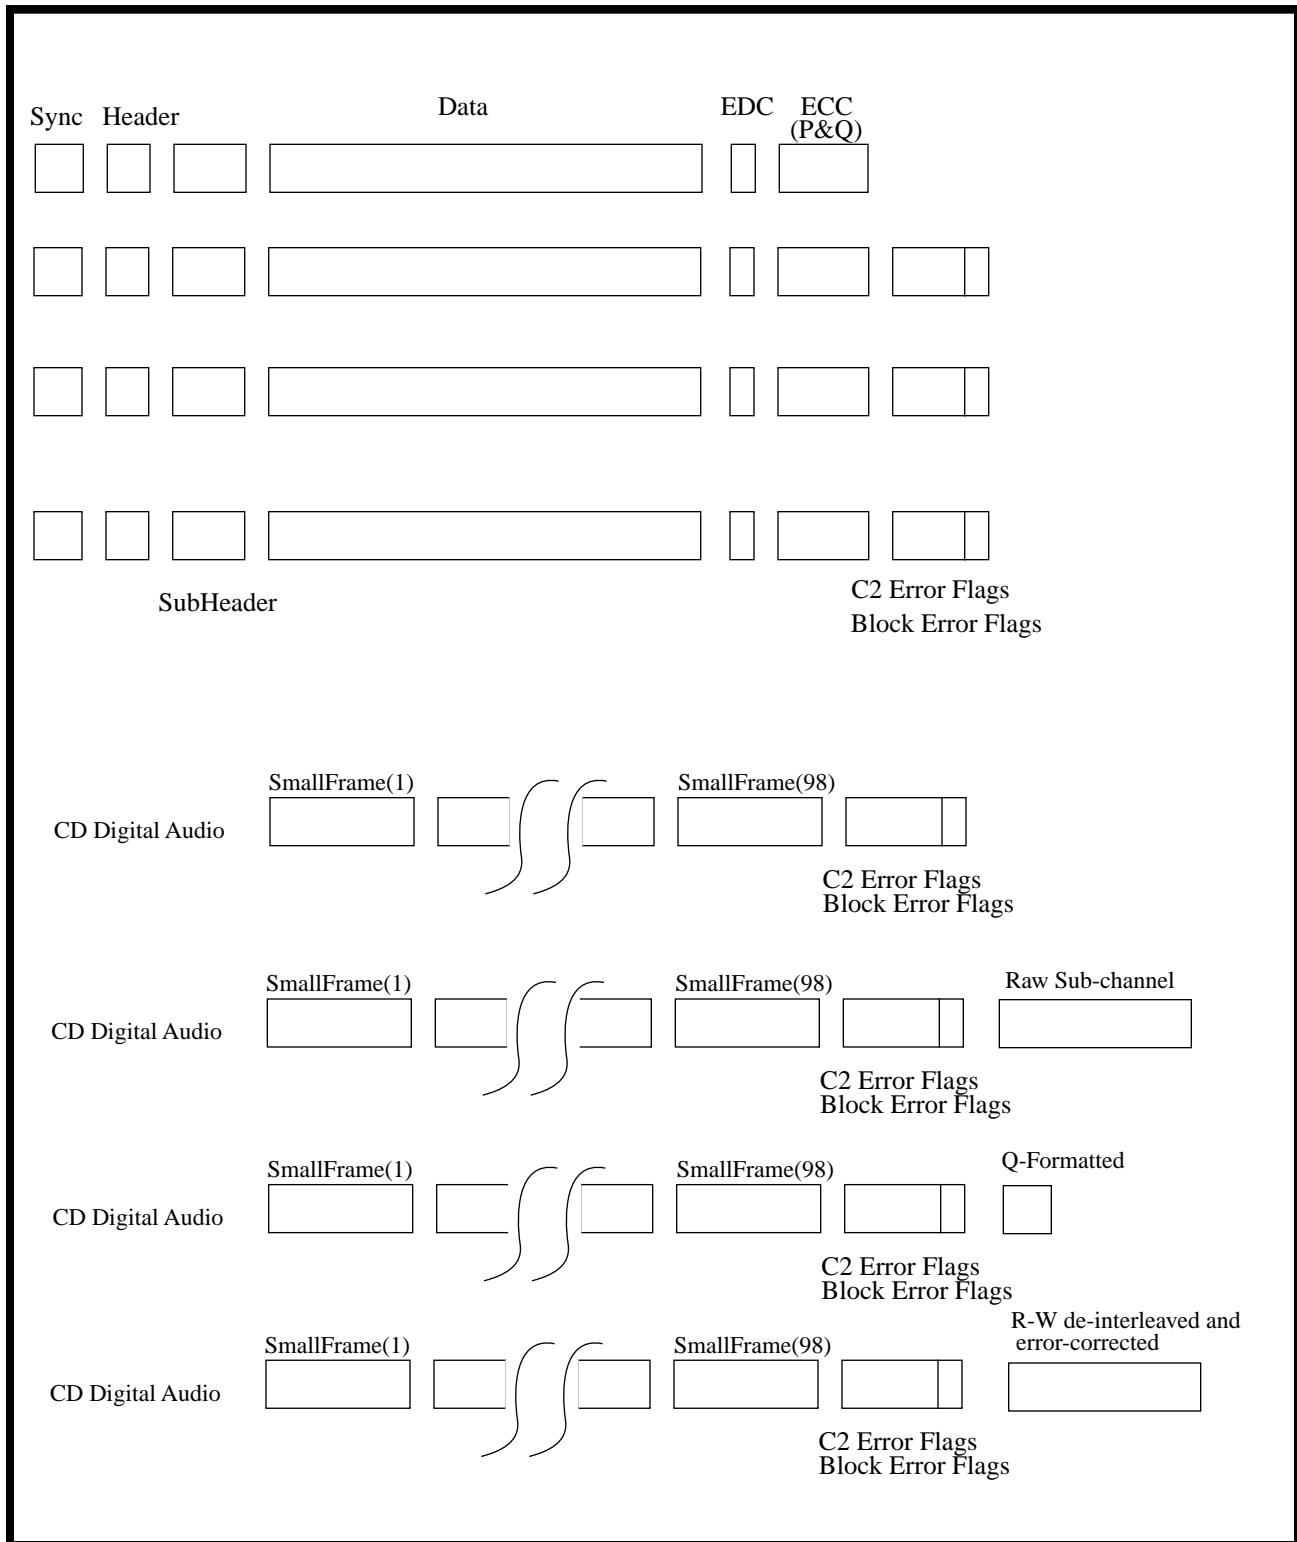 Sync Header Data EDC ECC
(P&Q)
SubHeader
C2 Error Flags
Block Error Flags
SmallFrame(1) SmallFrame(98)
CD Digital Audio
C2 Error Flags
Block Error Flags
SmallFrame(1) SmallFrame(98) Raw Sub-channel
CD Digital Audio
C2 Error Flags
Block Error Flags
SmallFrame(1) SmallFrame(98) Q-Formatted
CD Digital Audio
C2 Error Flags
Block Error Flags
R-W de-interleaved and
error-corrected
SmallFrame(1) SmallFrame(98)
CD Digital Audio
C2 Error Flags
Block Error Flags